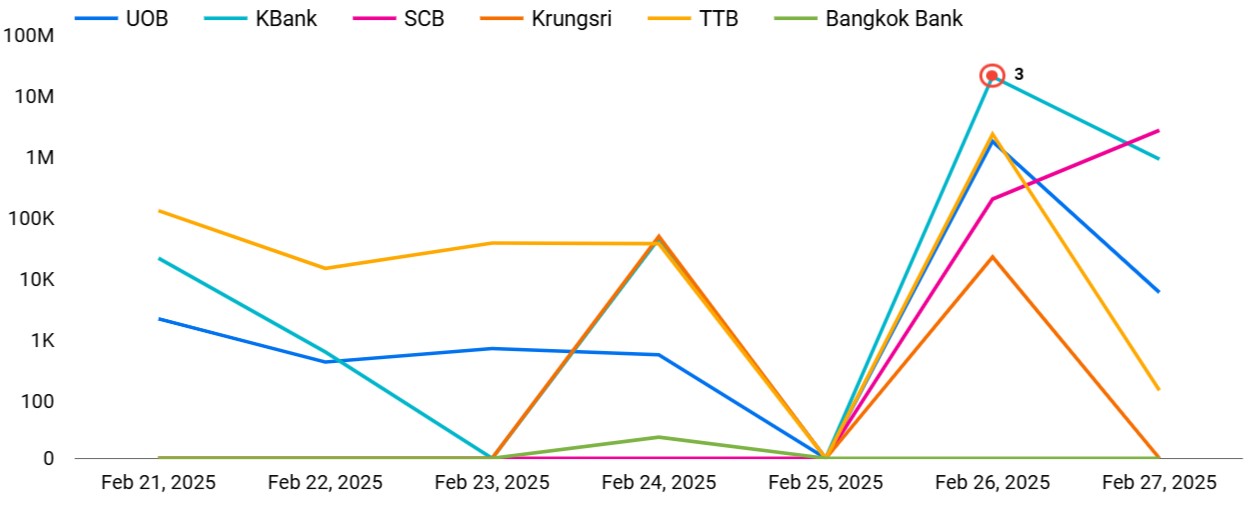 UOB KBank SCB Krungsri TTB Bangkok Bank
100M
3
10M
1M
100K
10K
1K
100
0
Feb 21, 2025 Feb 22, 2025 Feb 23, 2025 Feb 24, 2025 Feb 25, 2025 Feb 26, 2025 Feb 27, 2025